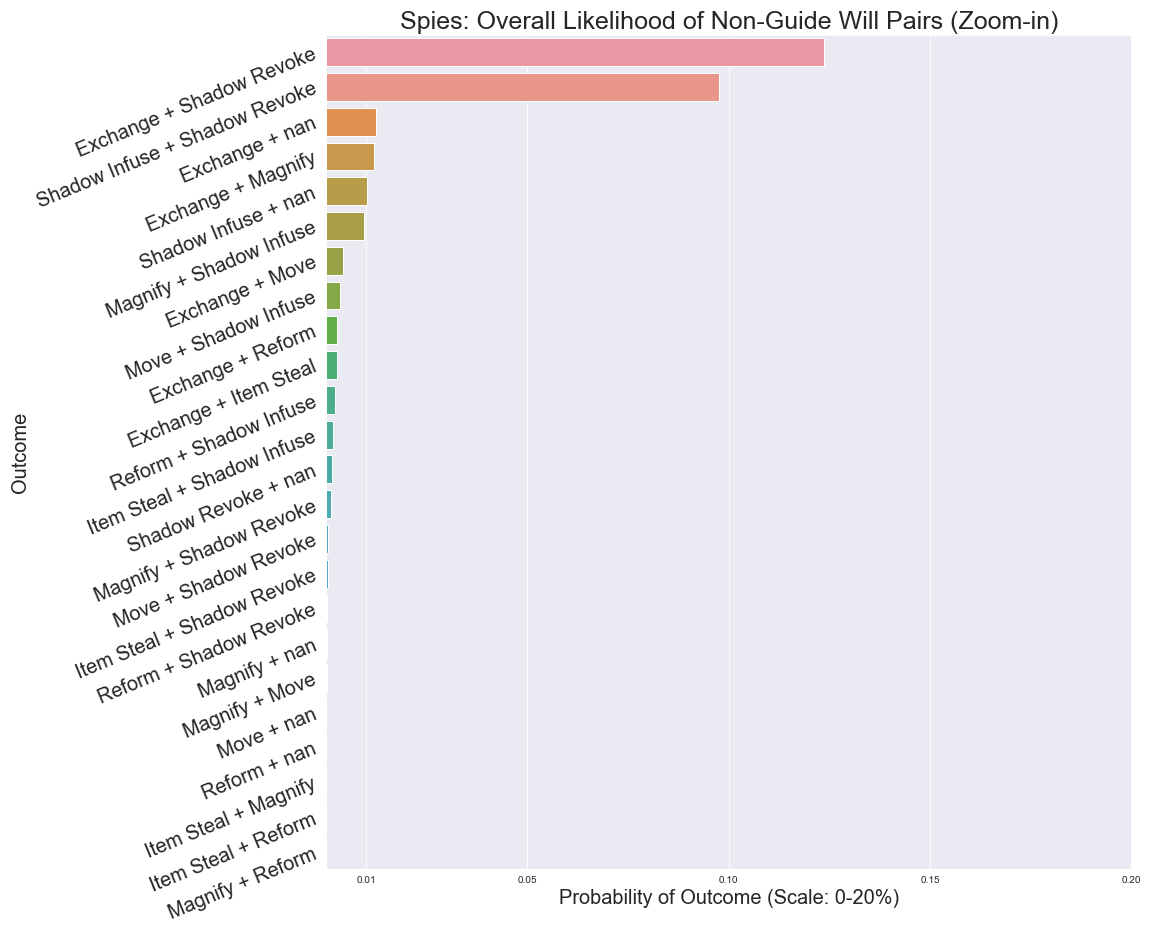 Spies: Overall Likelihood of Non-Guide Will Pairs (Zoom-in)
Exchange + Shadow Revoke
Shadow Infuse + Shadow Revoke
Exchange + nan
Exchange + Magnify
Shadow Infuse + nan
Magnify + Shadow Infuse
Exchange + Move
Move + Shadow Infuse
Exchange + Reform
Exchange + Item Steal
Reform + Shadow Infuse
Item Steal + Shadow Infuse
Shadow Revoke + nan
Magnify + Shadow Revoke
Move + Shadow Revoke
Item Steal + Shadow Revoke
Reform + Shadow Revoke
Magnify + nan
Magnify + Move
Move + nan
Reform + nan
Item Steal + Magnify
Item Steal + Reform
Magnify + Reform
Outcome
0.01 0.05 0.10 0.15 0.20
Probability of Outcome (Scale: 0-20%)